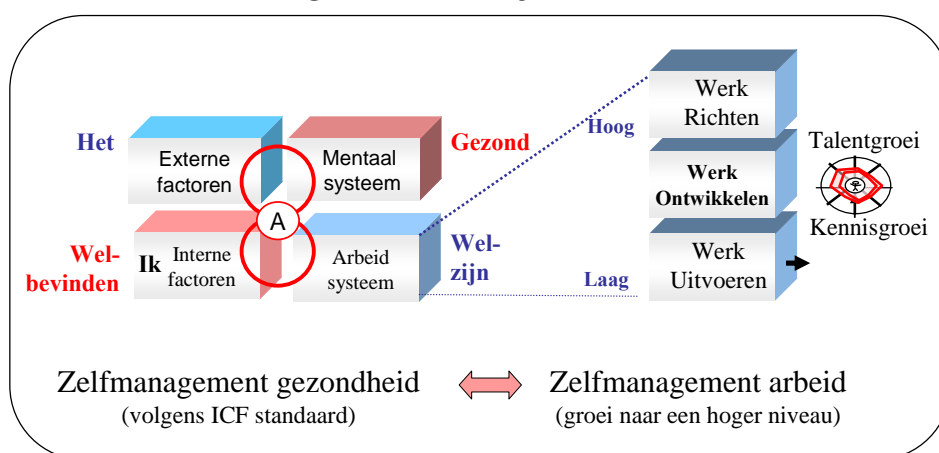 Het
Externe
factoren
Mentaal
systeem
Gezond
A
Wel-
bevinden
Ik
Interne
factoren
Arbeid
systeem
Wel-
zijn
Hoog
Laag
Werk
Richten
Werk
Ontwikkelen
Werk
Uitvoeren
Talentgroei
Kennisgroei
Zelfmanagement gezondheid
(volgens ICF standaard)
Zelfmanagement arbeid
(groei naar een hoger niveau)